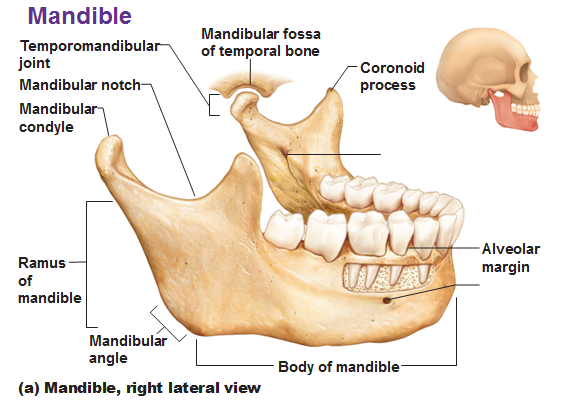 Mandible
Temporomandibular
joint
Mandibular fossa
of temporal bone
Coronoid
process
Mandibular notch
Mandibular
condyle
Alveolar
margin
Ramus
of
mandible
Mandibular
angle
Body of mandible
(a) Mandible, right lateral view